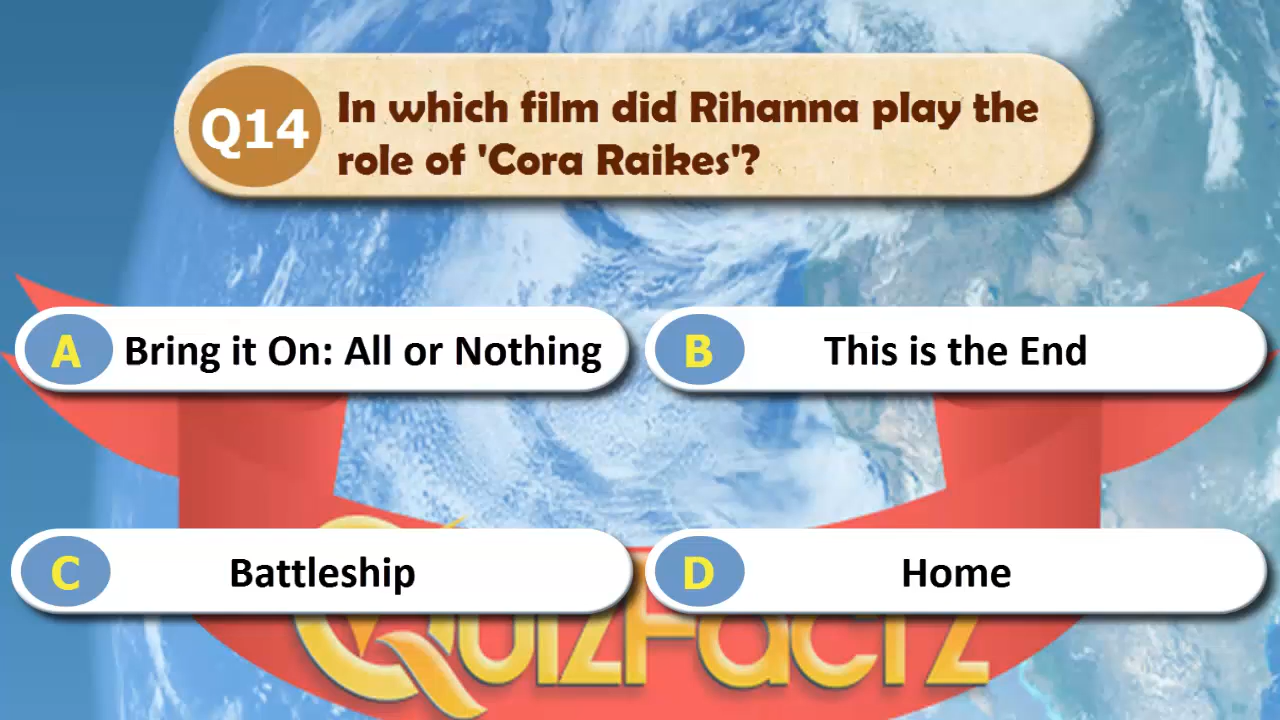 Q14
In which film did Rihanna play the
role of 'Cora Raikes'?
A Bring it On: All or Nothing
B This is the End
C Battleship
D Home
QuizFactz